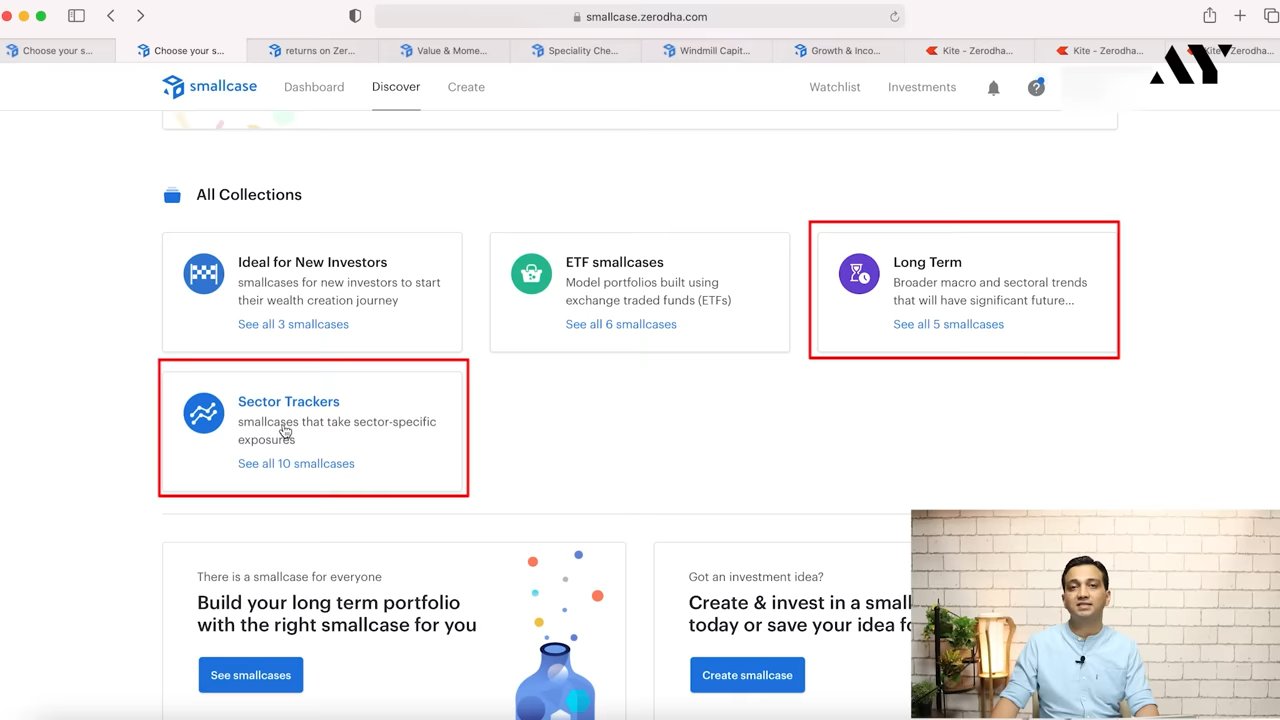 smallcase.zerodha.com
Choose your s...
Choose your s...
returns on Zer...
Value & Mome...
Speciality Che...
Windmill Capit...
Growth & Inco...
Kite - Zerodha...
Kite - Zerodha...
Zerodha...
smallcase
Dashboard
Discover
Create
Watchlist
Investments
?
AY
All Collections
Ideal for New Investors
smallcases for new investors to start
their wealth creation journey
See all 3 smallcases
ETF smallcases
Model portfolios built using
exchange traded funds (ETFs)
See all 6 smallcases
Long Term
Broader macro and sectoral trends
that will have significant future...
See all 5 smallcases
Sector Trackers
smallcases that take sector-specific
exposures
See all 10 smallcases
There is a smallcase for everyone
Build your long term portfolio
with the right smallcase for you
See smallcases
Got an investment idea?
Create & invest in a small
today or save your idea fo
Create smallcase